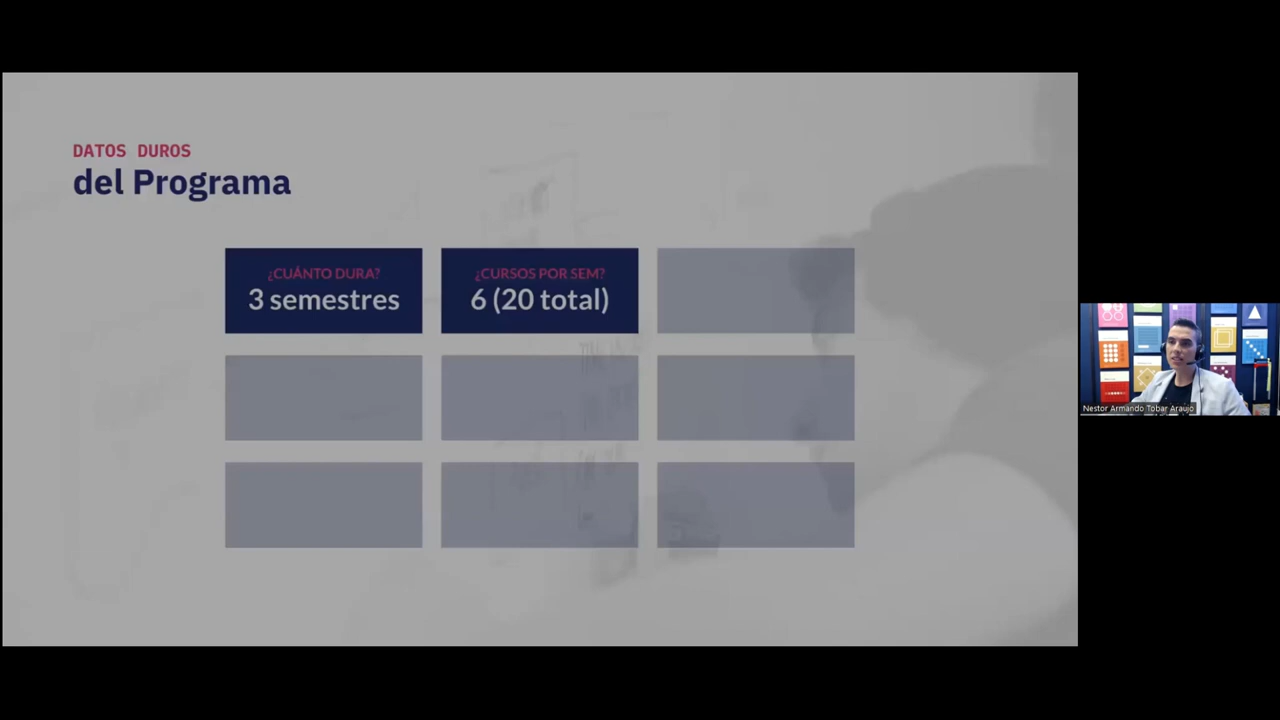 DATOS DUROS
del Programa
¿CUÁNTO DURA?
3 semestres
¿CURSOS POR SEM?
6 (20 total)
Nestor Armando Tobar Araujo